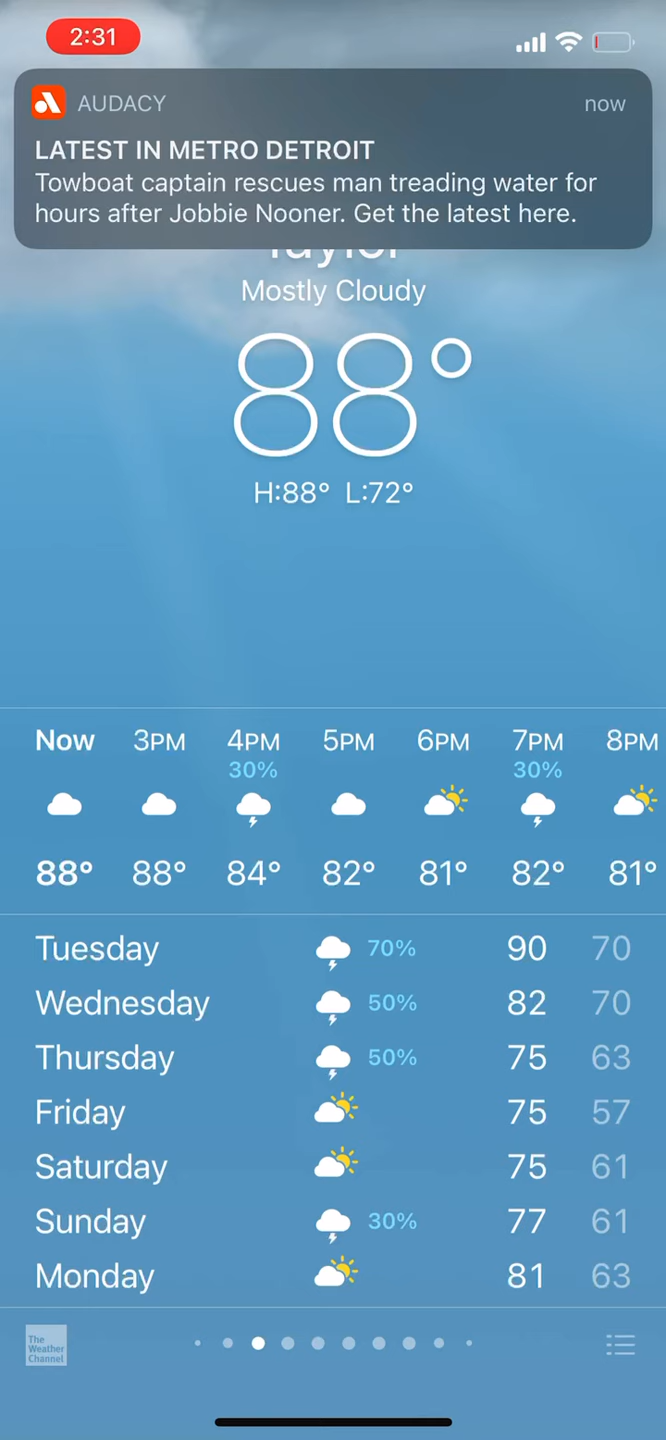 2:31
AUDACY now
LATEST IN METRO DETROIT
Towboat captain rescues man treading water for
hours after Jobbie Nooner. Get the latest here.
Taylor
Mostly Cloudy
88°
H:88° L:72°
Now 3PM 4PM 5PM 6PM 7PM 8PM
30% 30%
88° 88° 84° 82° 81° 82° 81°
Tuesday 70% 90 70
Wednesday 50% 82 70
Thursday 50% 75 63
Friday 75 57
Saturday 75 61
Sunday 30% 77 61
Monday 81 63
The
Weather
Channel